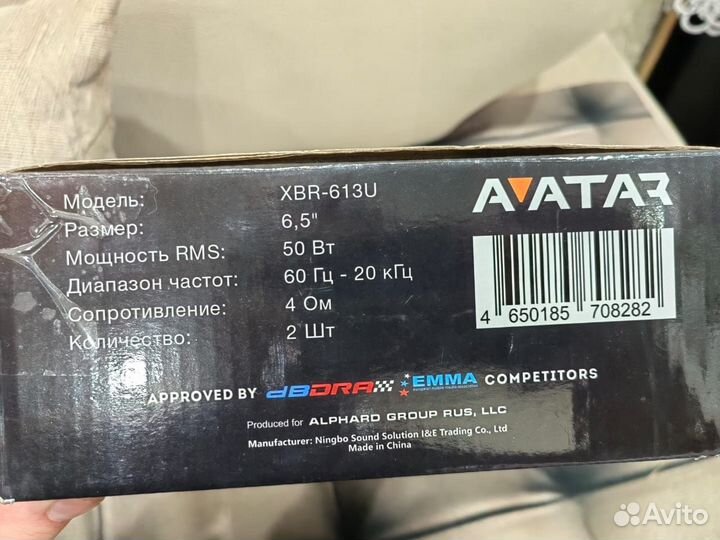 Модель: XBR-613U
Размер: 6,5"
Мощность RMS: 50 Вт
Диапазон частот: 60 Гц - 20 кГц
Сопротивление: 4 Ом
Количество: 2 Шт
AVATAR
4 650185 708282
APPROVED BY dBDRA EMMA COMPETITORS
Produced for ALPHARD GROUP RUS, LLC
Manufacturer: Ningbo Sound Solution I&E Trading Co., Ltd
Made in China
Avito